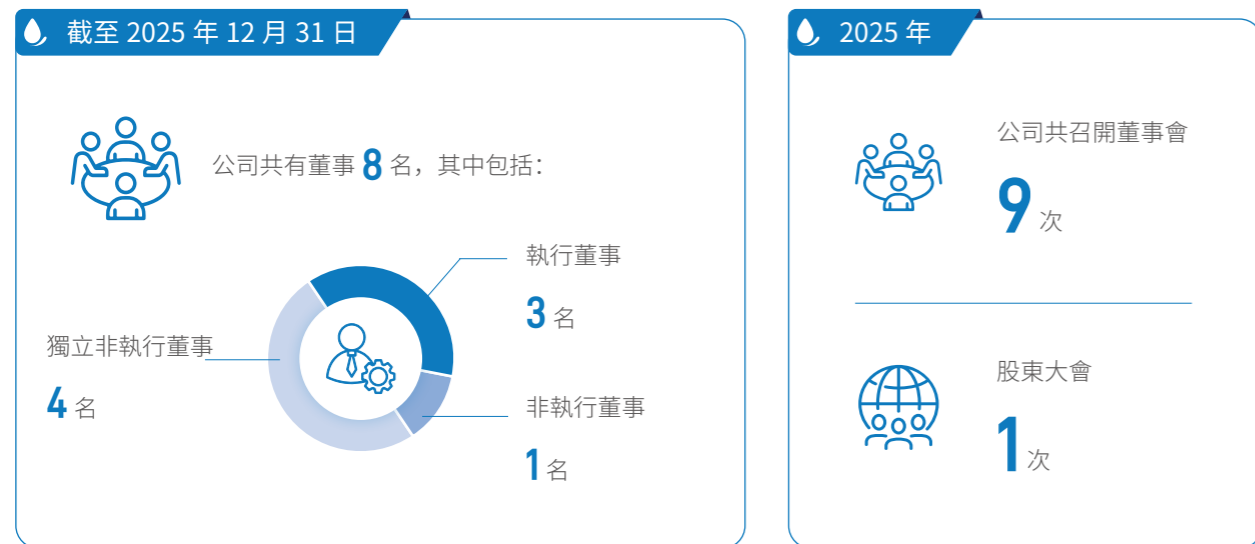 截至 2025 年 12 月 31 日
公司共有董事 8 名，其中包括：
執行董事
3 名
獨立非執行董事
4 名
非執行董事
1 名
2025 年
公司共召開董事會
9 次
股東大會
1 次